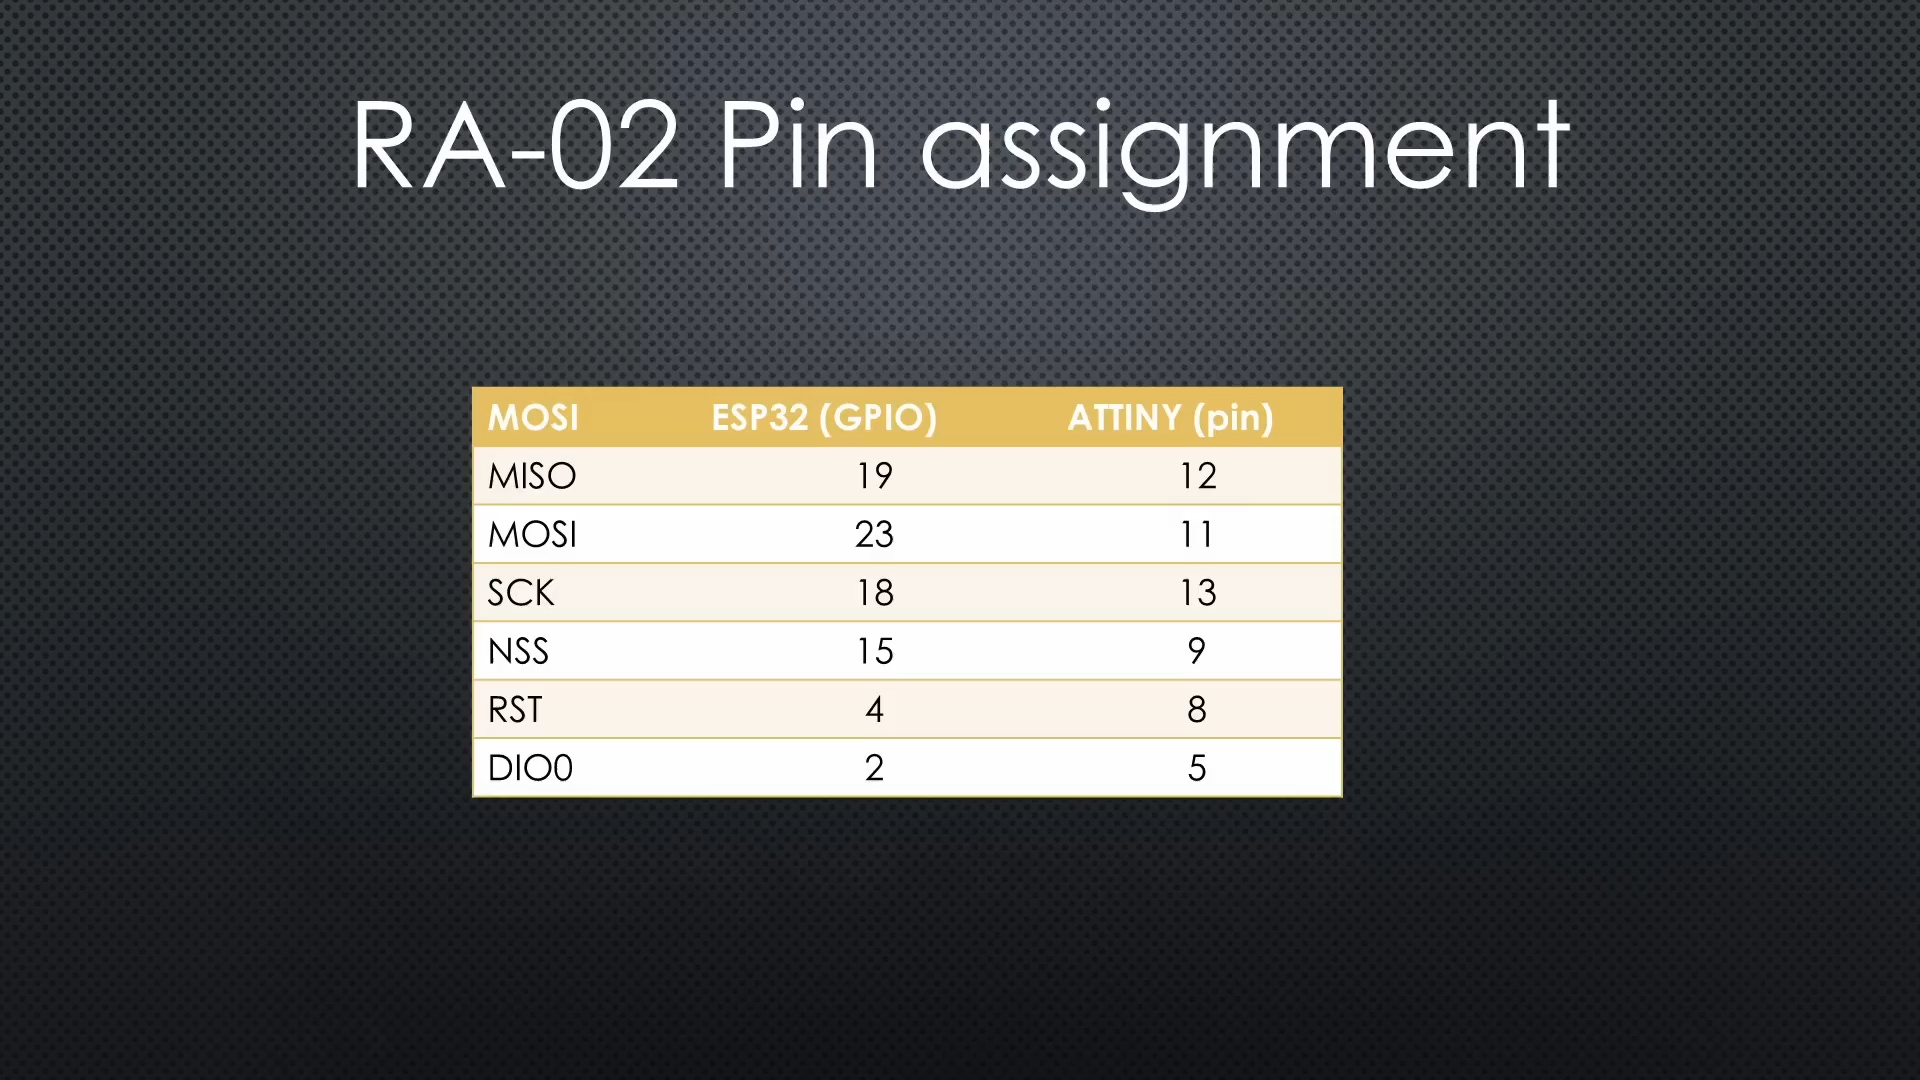 RA-02 Pin assignment
MOSI ESP32 (GPIO) ATTINY (pin)
MISO 19 12
MOSI 23 11
SCK 18 13
NSS 15 9
RST 4 8
DIO0 2 5